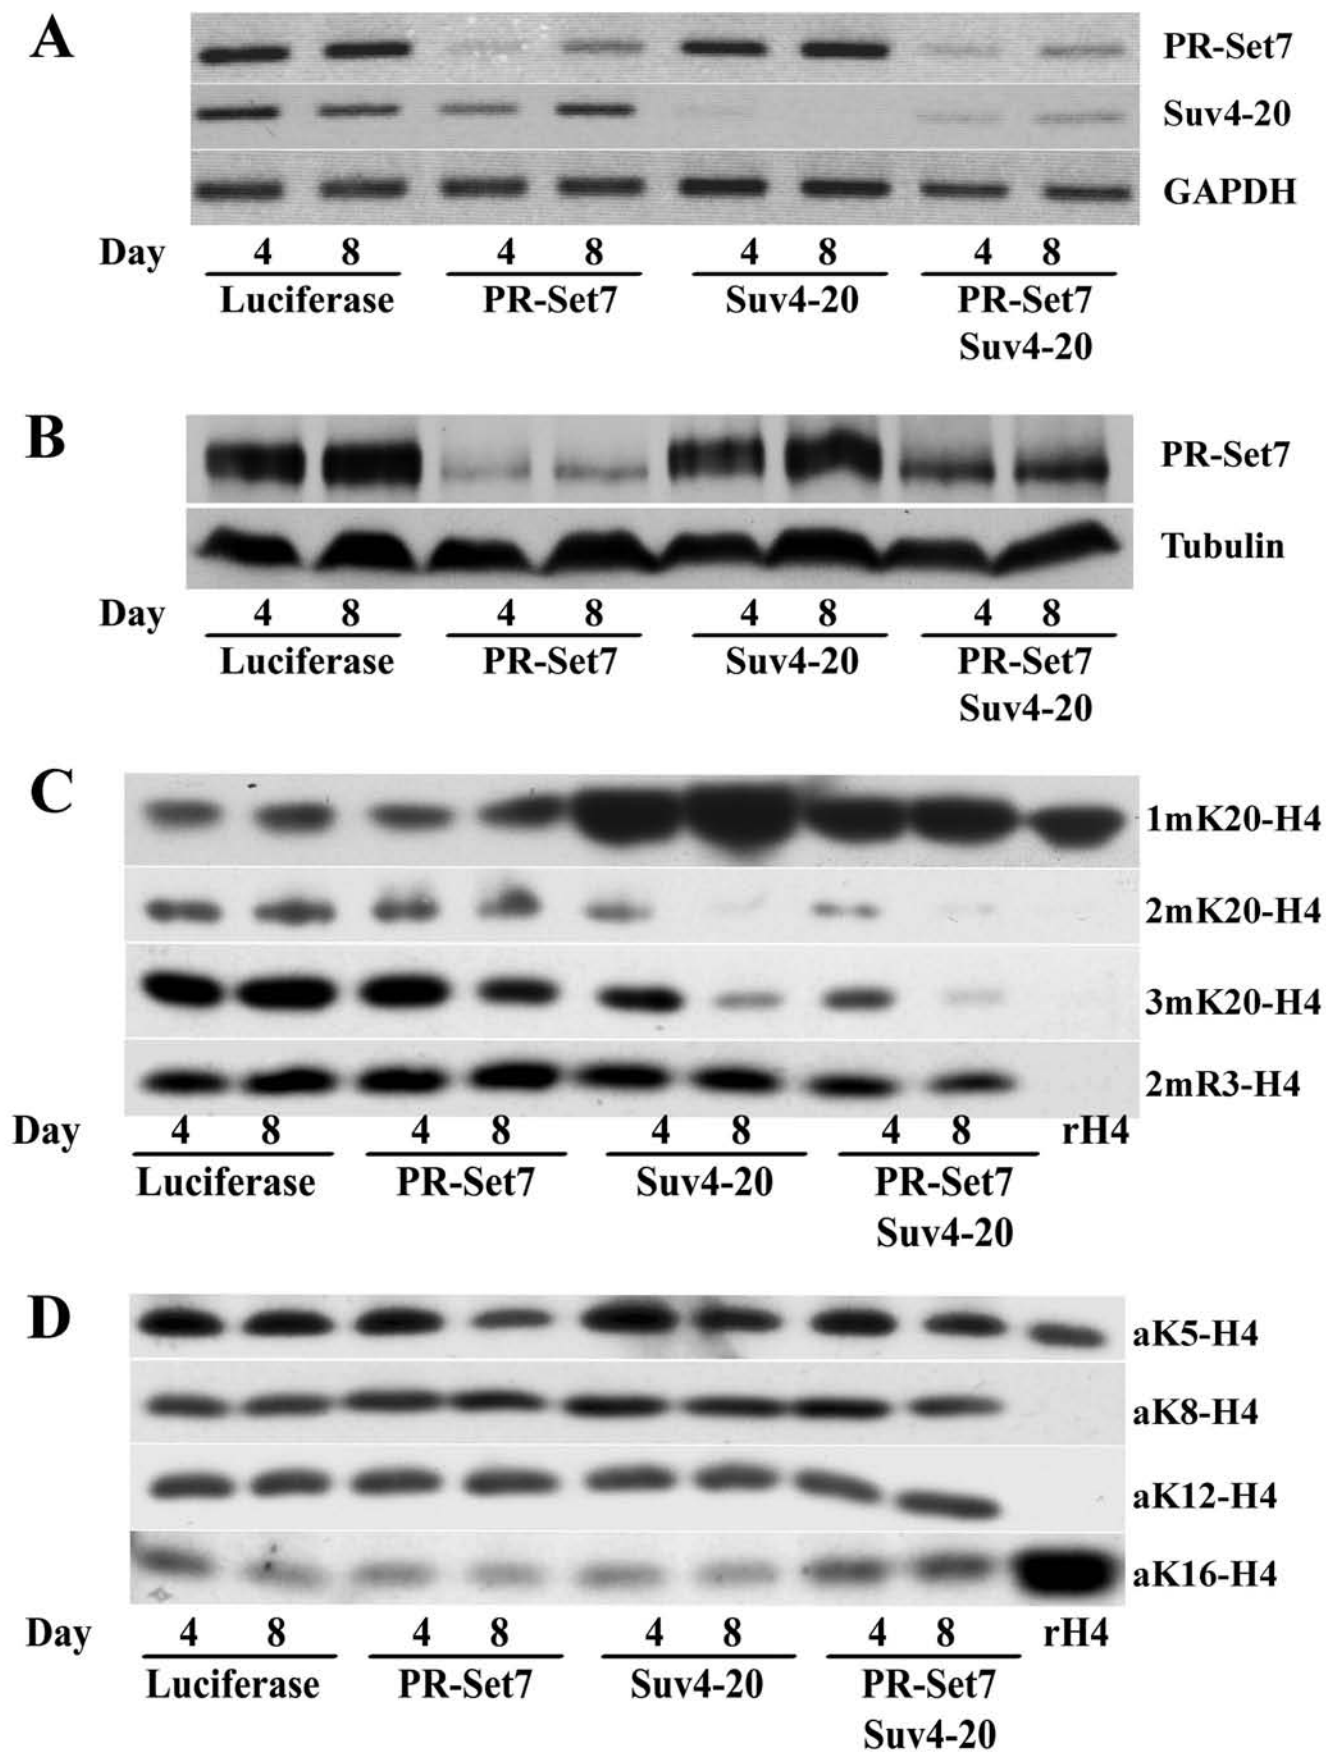 A
PR-Set7
Suv4-20
GAPDH
Day 4 8 4 8 4 8 4 8
Luciferase PR-Set7 Suv4-20 PR-Set7
Suv4-20
B
PR-Set7
Tubulin
Day 4 8 4 8 4 8 4 8
Luciferase PR-Set7 Suv4-20 PR-Set7
Suv4-20
C
1mK20-H4
2mK20-H4
3mK20-H4
2mR3-H4
Day 4 8 4 8 4 8 4 8 rH4
Luciferase PR-Set7 Suv4-20 PR-Set7
Suv4-20
D
aK5-H4
aK8-H4
aK12-H4
aK16-H4
Day 4 8 4 8 4 8 4 8 rH4
Luciferase PR-Set7 Suv4-20 PR-Set7
Suv4-20